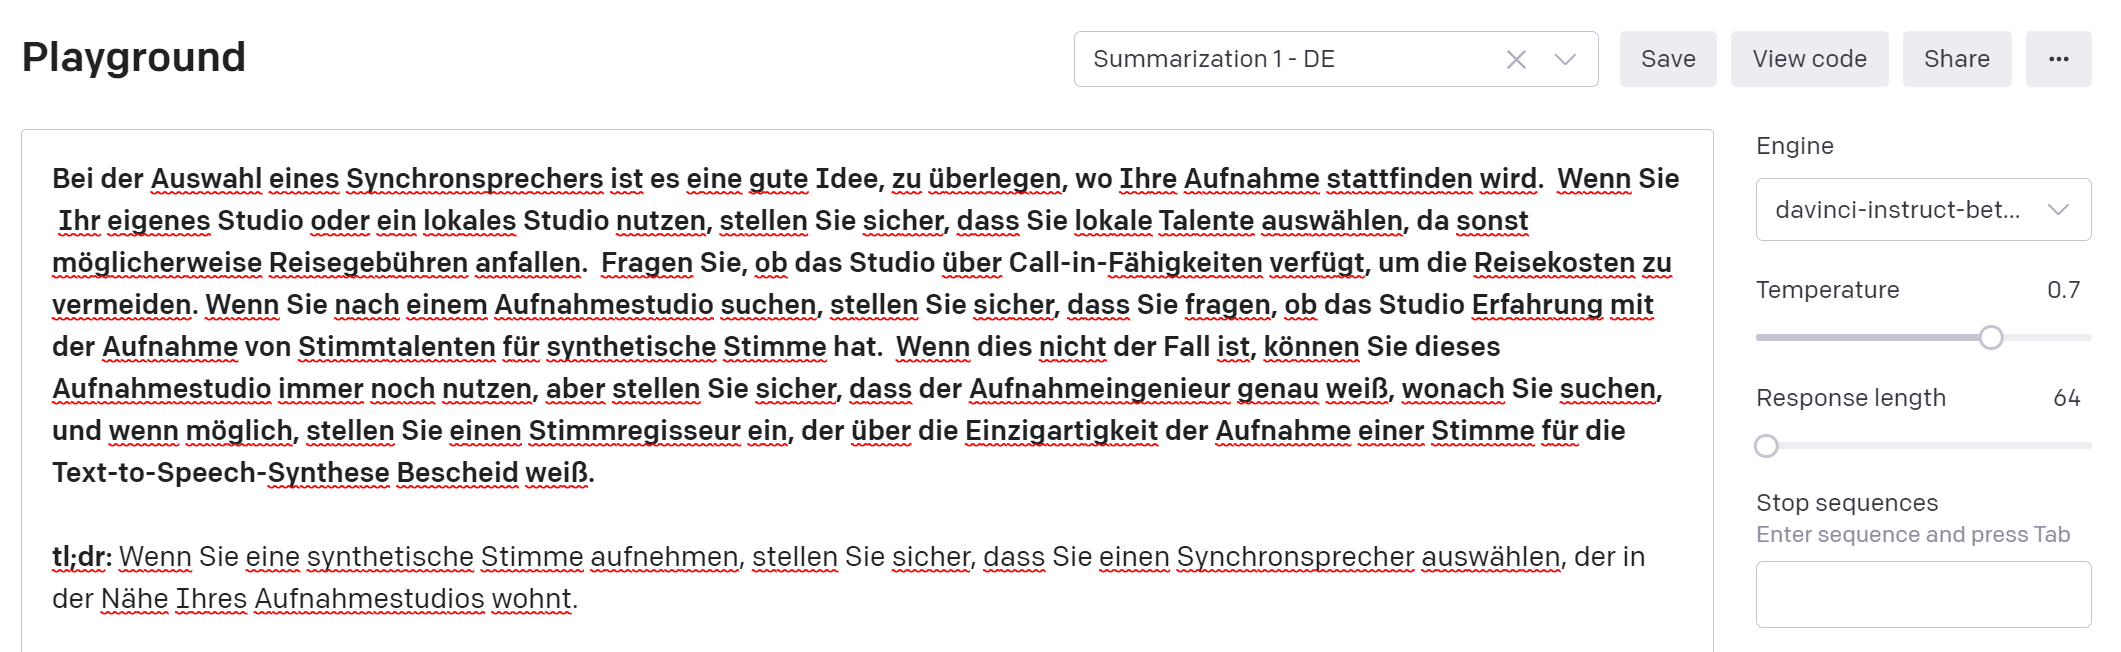 Playground
Summarization 1 - DE
Save
View code
Share
Bei der Auswahl eines Synchronsprechers ist es eine gute Idee, zu überlegen, wo Ihre Aufnahme stattfinden wird. Wenn Sie
Ihr eigenes Studio oder ein lokales Studio nutzen, stellen Sie sicher, dass Sie lokale Talente auswählen, da sonst
möglicherweise Reisegebühren anfallen. Fragen Sie, ob das Studio über Call-in-Fähigkeiten verfügt, um die Reisekosten zu
vermeiden. Wenn Sie nach einem Aufnahmestudio suchen, stellen Sie sicher, dass Sie fragen, ob das Studio Erfahrung mit
der Aufnahme von Stimmtalenten für synthetische Stimme hat. Wenn dies nicht der Fall ist, können Sie dieses
Aufnahmestudio immer noch nutzen, aber stellen Sie sicher, dass der Aufnahmeingenieur genau weiß, wonach Sie suchen,
und wenn möglich, stellen Sie einen Stimmregisseur ein, der über die Einzigartigkeit der Aufnahme einer Stimme für die
Text-to-Speech-Synthese Bescheid weiß.
tl;dr: Wenn Sie eine synthetische Stimme aufnehmen, stellen Sie sicher, dass Sie einen Synchronsprecher auswählen, der in
der Nähe Ihres Aufnahmestudios wohnt.
Engine
davinci-instruct-bet...
Temperature 0.7
Response length 64
Stop sequences
Enter sequence and press Tab